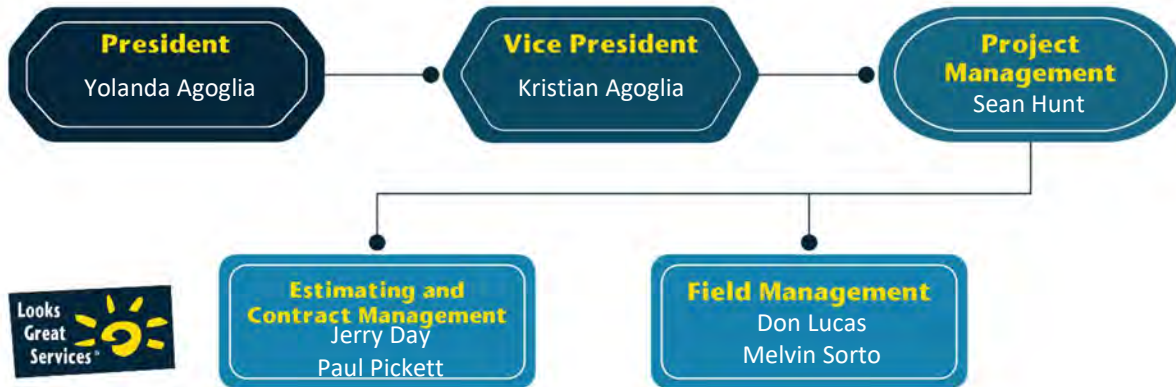 President
Yolanda Agoglia
Vice President
Kristian Agoglia
Project
Management
Sean Hunt
Estimating and
Contract Management
Jerry Day
Paul Pickett
Field Management
Don Lucas
Melvin Sorto
Looks
Great
Services®